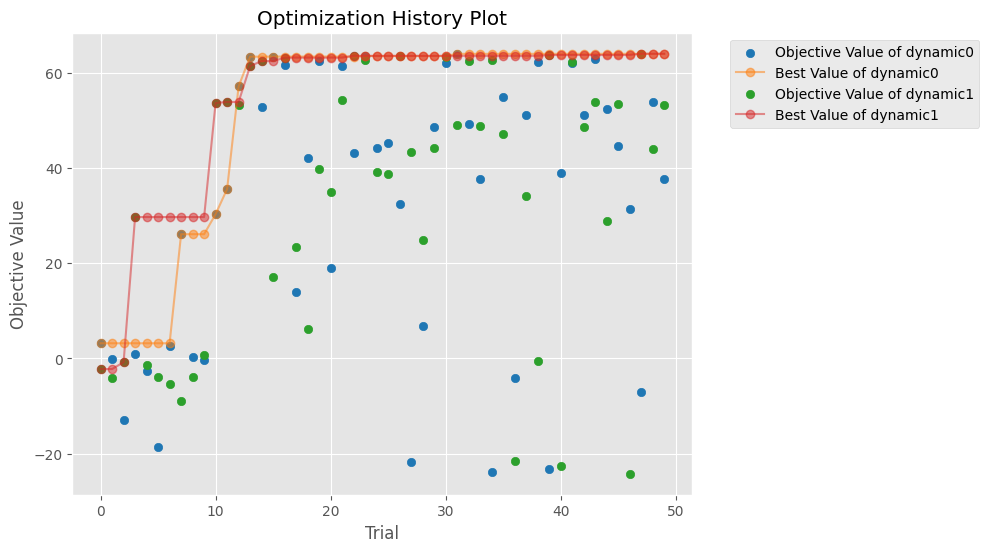 Optimization History Plot
Objective Value of dynamic0
Best Value of dynamic0
Objective Value of dynamic1
Best Value of dynamic1
Objective Value
60
40
20
0
−20
0 10 20 30 40 50
Trial